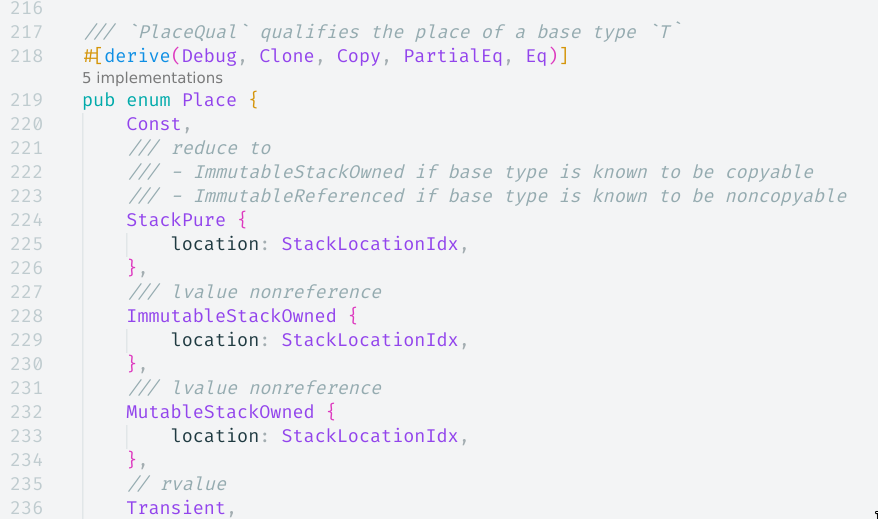 216
217 /// `PlaceQual` qualifies the place of a base type `T`
218 #[derive(Debug, Clone, Copy, PartialEq, Eq)]
5 implementations
219 pub enum Place {
220 Const,
221 /// reduce to
222 /// - ImmutableStackOwned if base type is known to be copyable
223 /// - ImmutableReferenced if base type is known to be noncopyable
224 StackPure {
225 location: StackLocationIdx,
226 },
227 /// lvalue nonreference
228 ImmutableStackOwned {
229 location: StackLocationIdx,
230 },
231 /// lvalue nonreference
232 MutableStackOwned {
233 location: StackLocationIdx,
234 },
235 // rvalue
236 Transient,